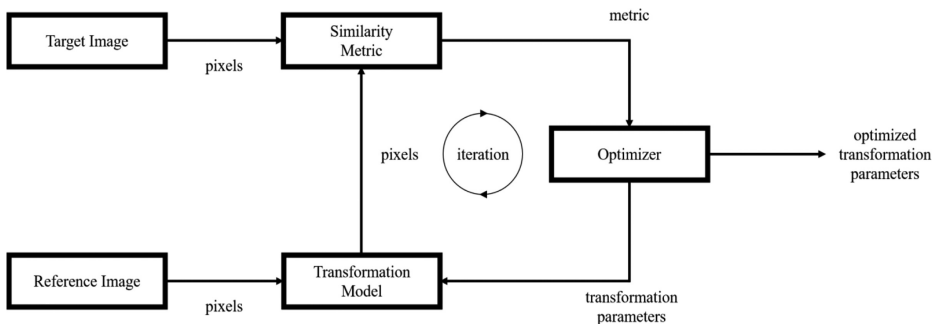 metric
Target Image
Similarity
Metric
pixels
pixels
iteration
Optimizer
optimized
transformation
parameters
Reference Image
Transformation
Model
pixels
transformation
parameters